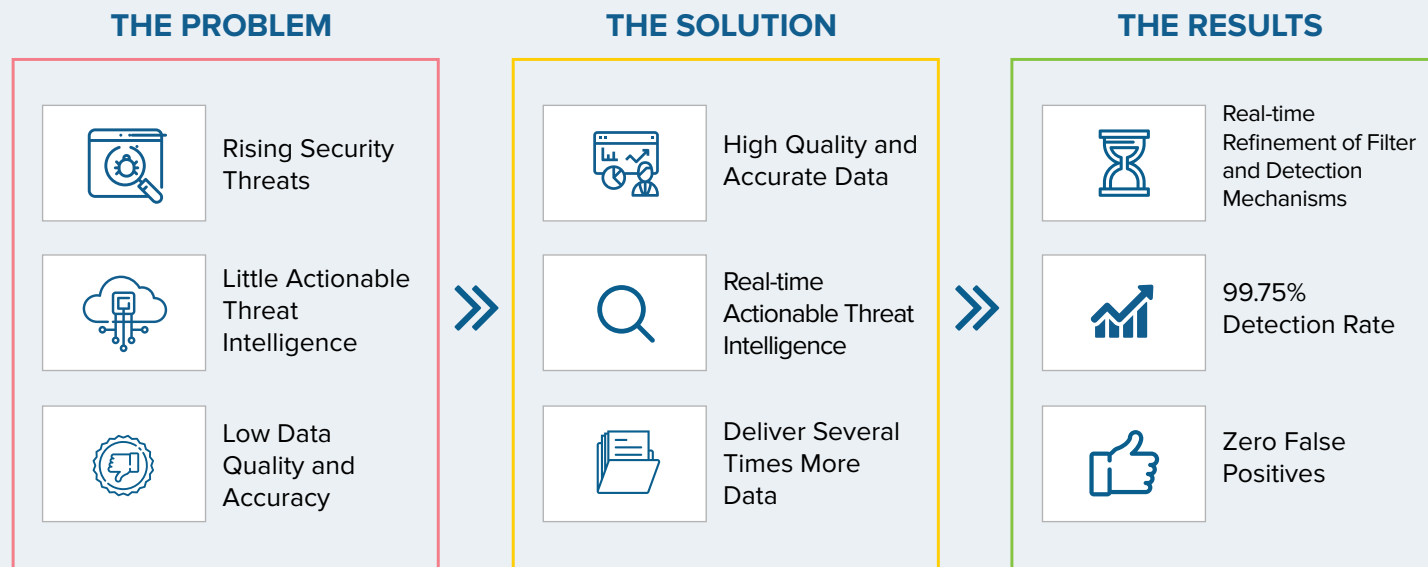 THE PROBLEM
Rising Security
Threats
Little Actionable
Threat
Intelligence
Low Data
Quality and
Accuracy
THE SOLUTION
High Quality and
Accurate Data
Real-time
Actionable Threat
Intelligence
Deliver Several
Times More
Data
THE RESULTS
Real-time
Refinement of Filter
and Detection
Mechanisms
99.75%
Detection Rate
Zero False
Positives